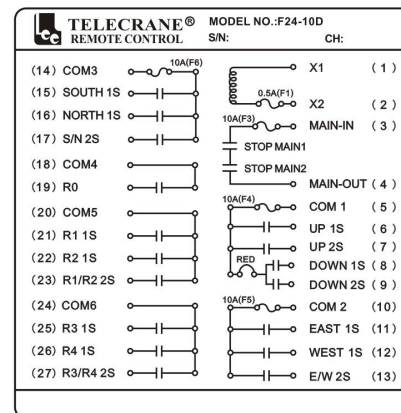 Lcc TELECRANE® MODEL NO.:F24-10D
REMOTE CONTROL S/N: CH:
(14) COM3 10A(F6)
(15) SOUTH 1S
(16) NORTH 1S
(17) S/N 2S
(18) COM4
(19) R0
(20) COM5
(21) R1 1S
(22) R2 1S
(23) R1/R2 2S
(24) COM6
(25) R3 1S
(26) R4 1S
(27) R3/R4 2S
X1 (1)
0.5A(F1)
X2 (2)
10A(F3)
MAIN-IN (3)
STOP MAIN1
STOP MAIN2
MAIN-OUT (4)
10A(F4)
COM 1 (5)
UP 1S (6)
UP 2S (7)
RED
DOWN 1S (8)
DOWN 2S (9)
10A(F5)
COM 2 (10)
EAST 1S (11)
WEST 1S (12)
E/W 2S (13)